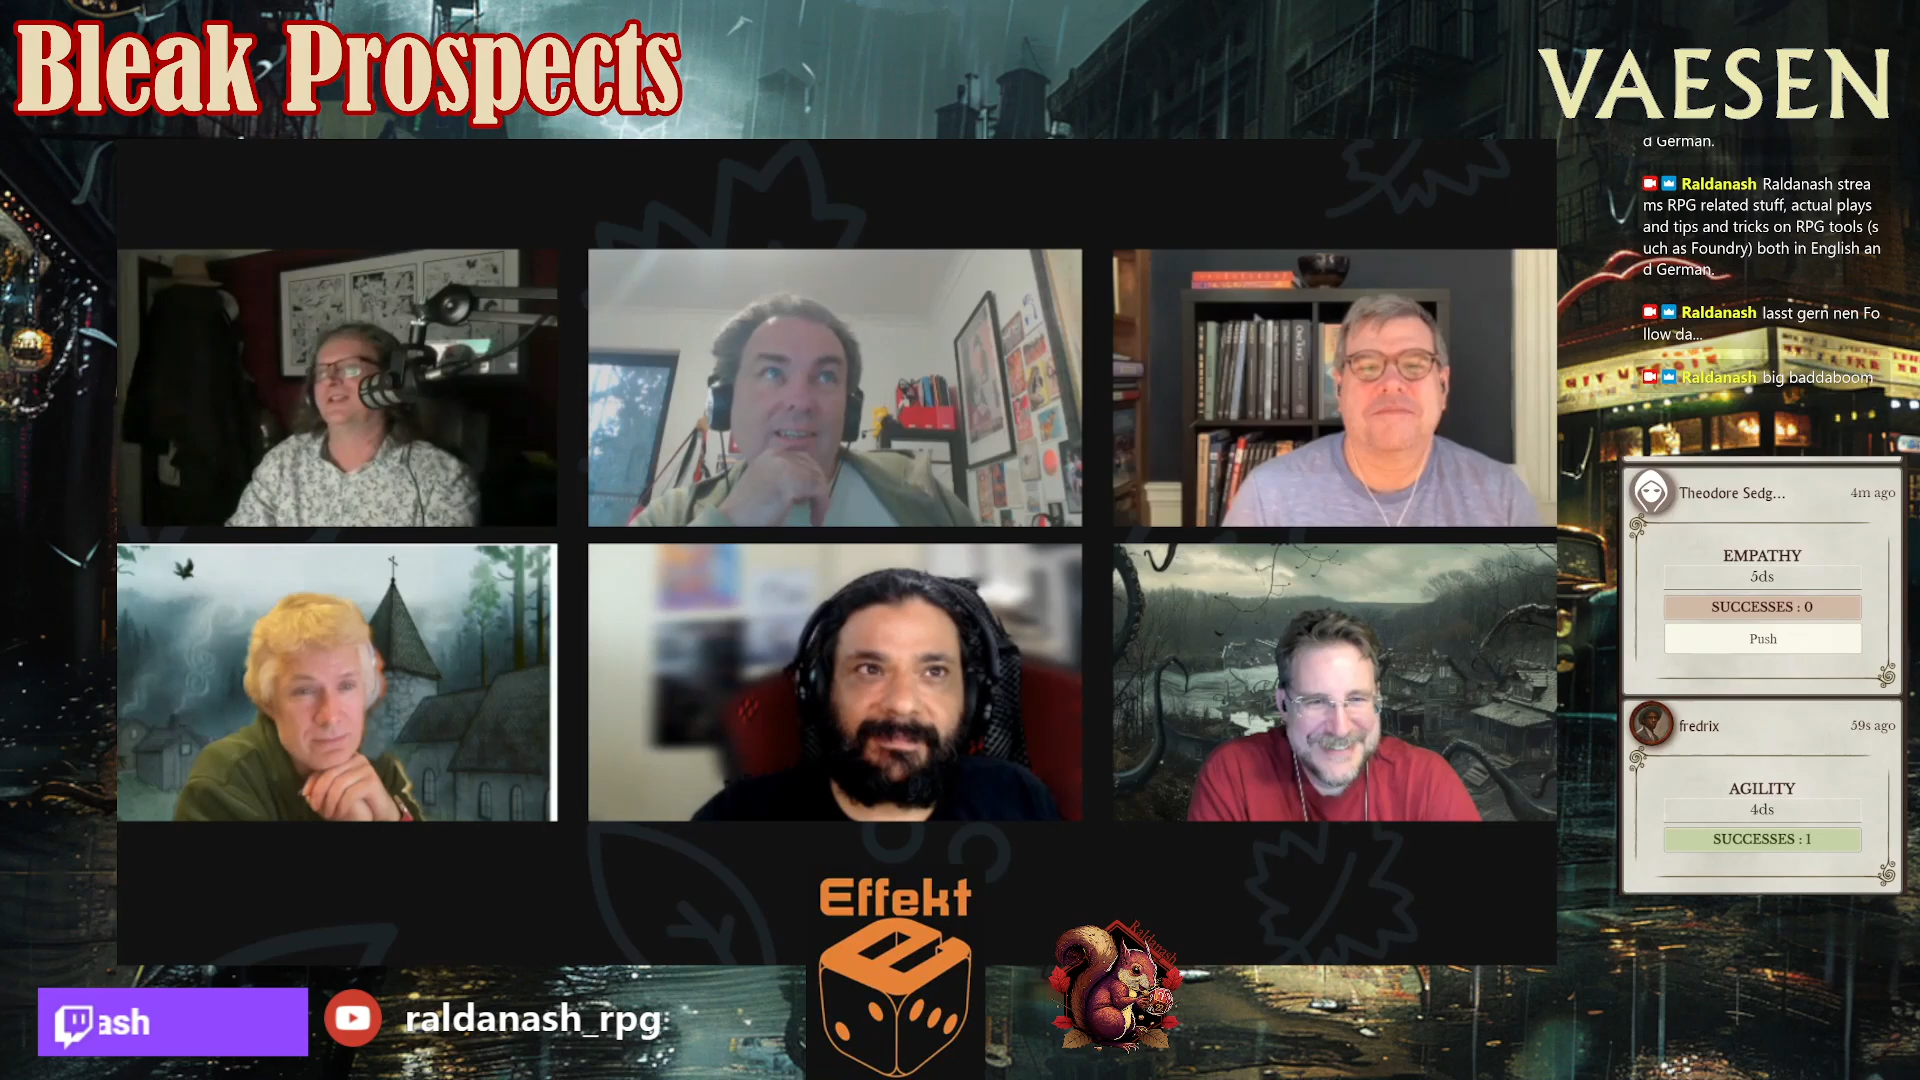 Bleak Prospects
VAESEN
d German.
Raldanash Raldanash strea
ms RPG related stuff, actual plays
and tips and tricks on RPG tools (s
uch as Foundry) both in English an
d German.
Raldanash lasst gern nen Fo
llow da...
Raldanash big baddaboom
Theodore Sedg... 4m ago
EMPATHY
5ds
SUCCESSES : 0
Push
fredrix 59s ago
AGILITY
4ds
SUCCESSES : 1
Effekt
Raldanash
ash
raldanash_rpg